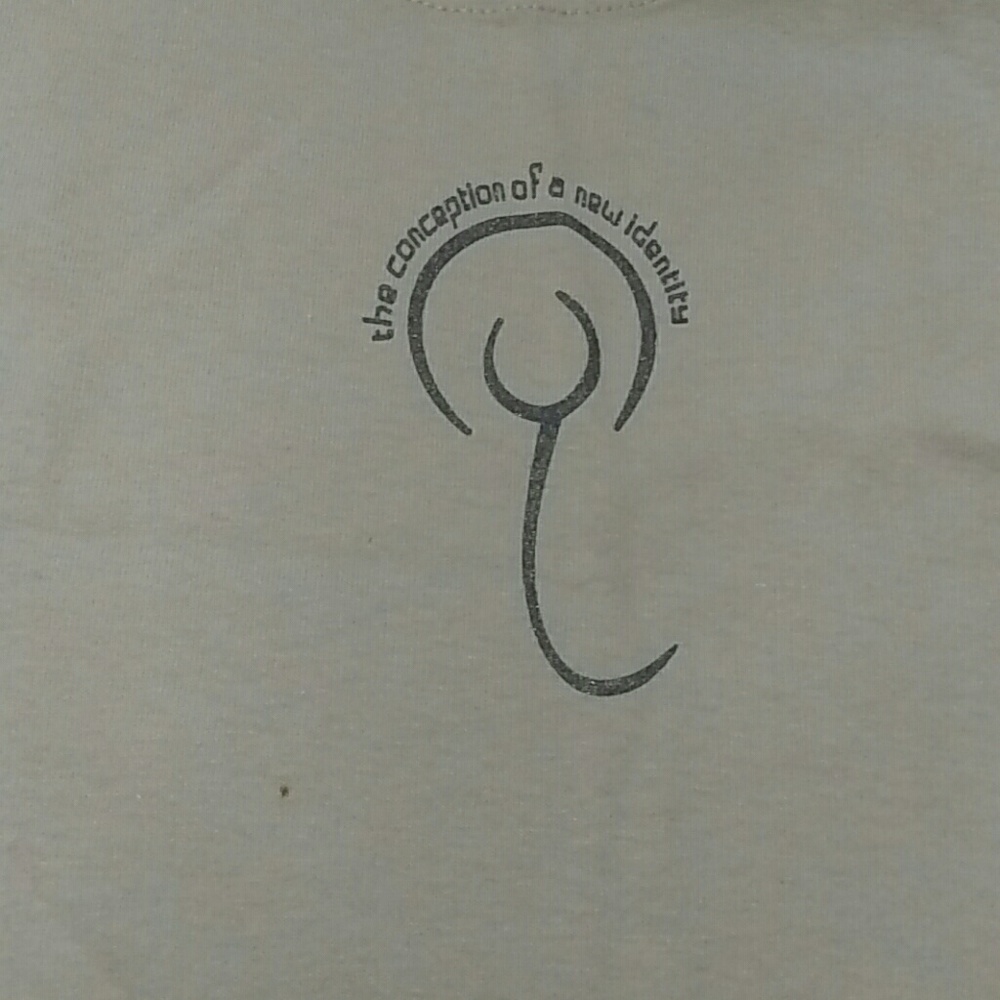 the conception of a new identity